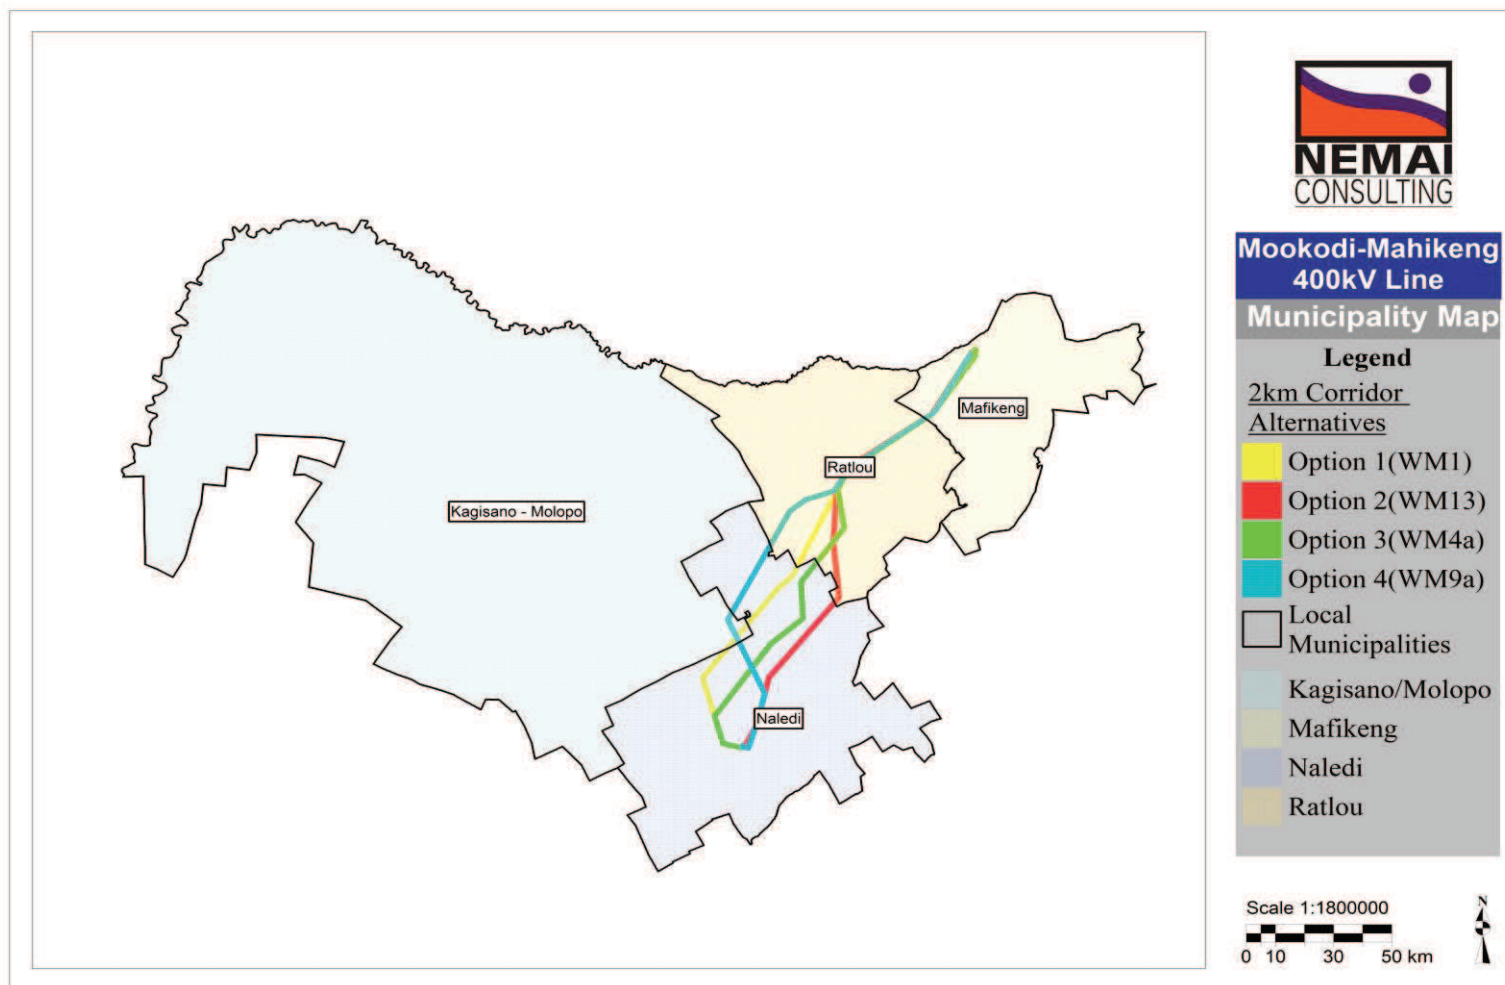 NEMAI
CONSULTING
Mookodi-Mahikeng
400kV Line
Municipality Map
Legend
2km Corridor
Alternatives
Option 1(WM1)
Option 2(WM13)
Option 3(WM4a)
Option 4(WM9a)
Local
Municipalities
Kagisano/Molopo
Mafikeng
Naledi
Ratlou
Scale 1:1800000
0 10 30 50 km
N
Mafikeng
Ratlou
Kagisano - Molopo
Naledi